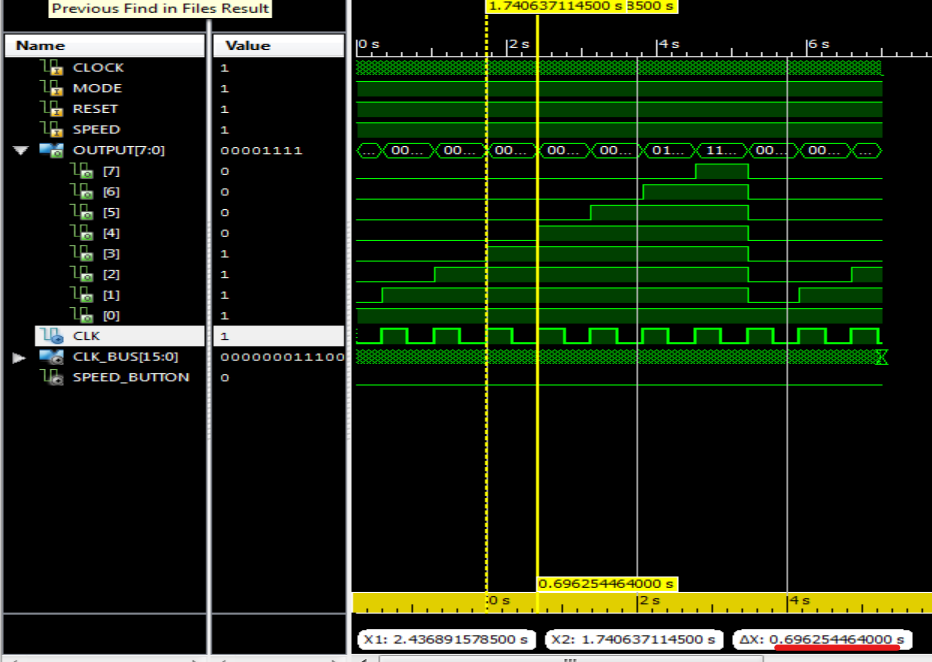 Previous Find in Files Result
1.740637114500 s 3500 s
Name Value
0 s 2 s 4 s 6 s
CLOCK 1
MODE 1
RESET 1
SPEED 1
OUTPUT[7:0] 00001111 ... 00... 00... 00... 00... 00... 01... 11... 00... 00... ...
[7] 0
[6] 0
[5] 0
[4] 0
[3] 1
[2] 1
[1] 1
[0] 1
CLK 1
CLK_BUS[15:0] 000000011100
SPEED_BUTTON 0
0.696254464000 s
0 s 2 s 4 s
X1: 2.436891578500 s X2: 1.740637114500 s ΔX: 0.696254464000 s